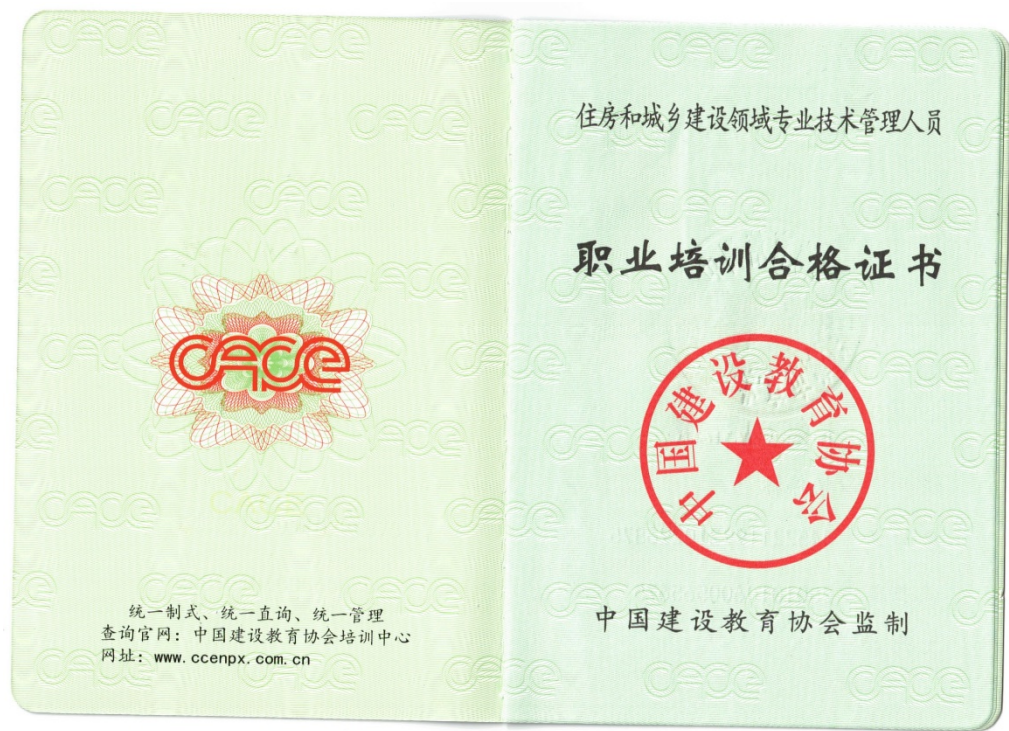 CACE
统一制式、统一直询、统一管理
查询官网：中国建设教育协会培训中心
网址：www.ccenpx.com.cn
住房和城乡建设领域专业技术管理人员
职业培训合格证书
中国建设教育协会
中国建设教育协会监制